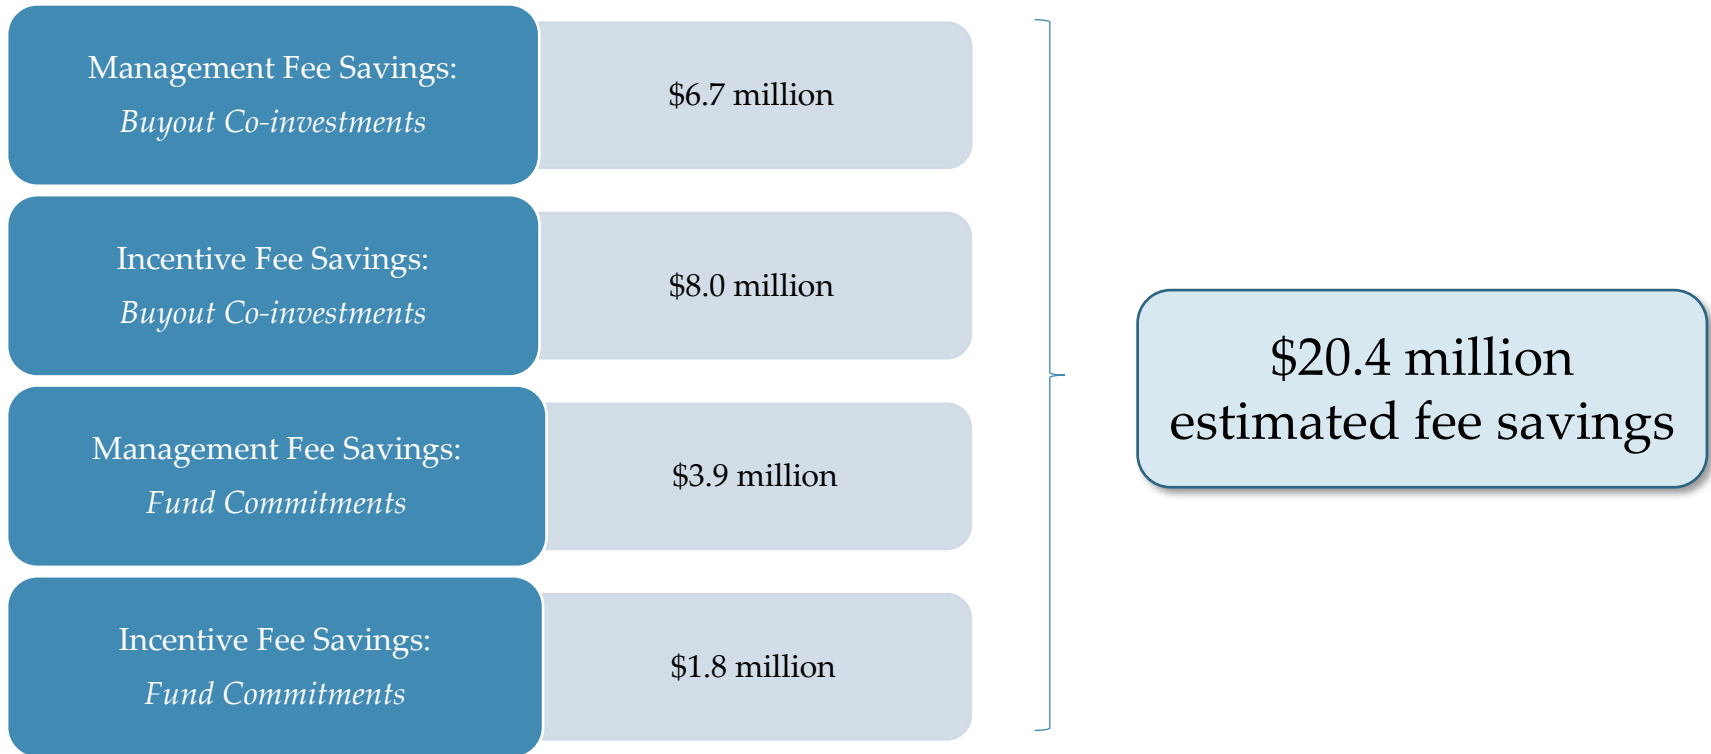 Management Fee Savings:
Buyout Co-investments
$6.7 million
Incentive Fee Savings:
Buyout Co-investments
$8.0 million
Management Fee Savings:
Fund Commitments
$3.9 million
Incentive Fee Savings:
Fund Commitments
$1.8 million
$20.4 million
estimated fee savings